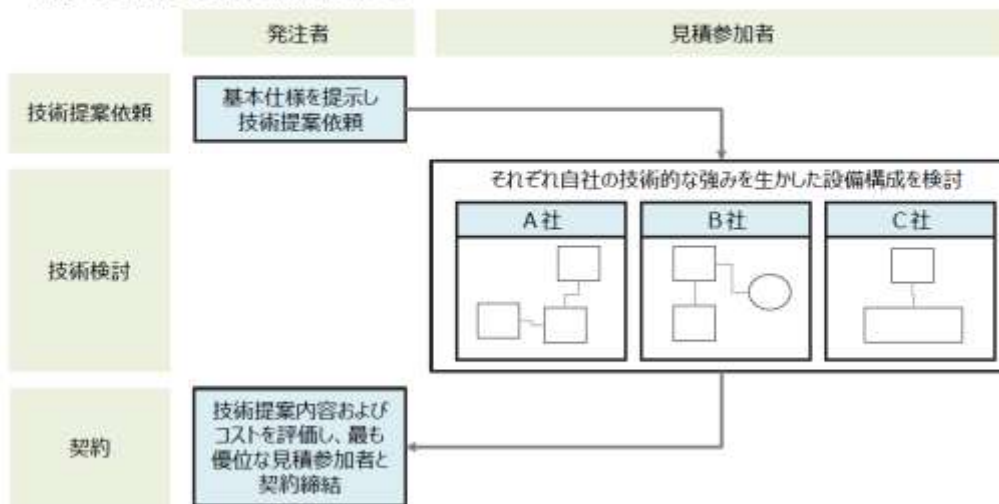 発注者
見積参加者
技術提案依頼
基本仕様を提示し
技術提案依頼
それぞれ自社の技術的な強みを生かした設備構成を検討
技術検討
A社
B社
C社
契約
技術提案内容および
コストを評価し、最も
優位な見積参加者と
契約締結